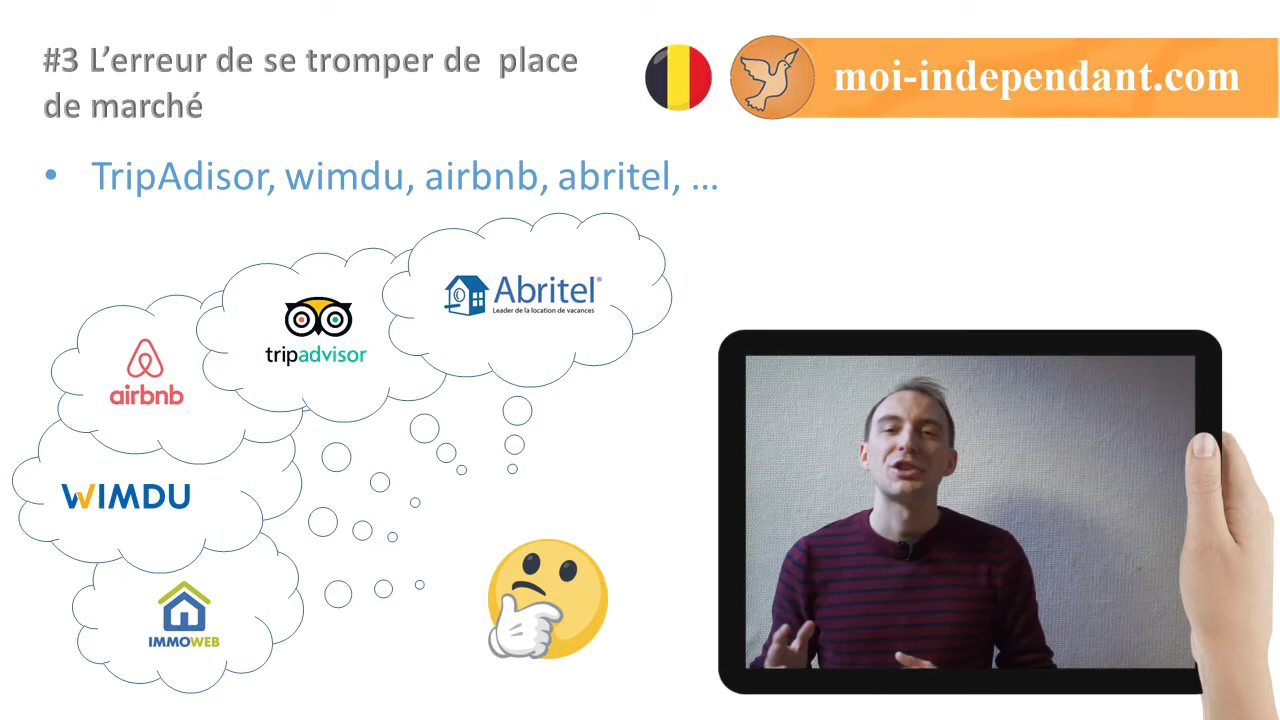 #3 L’erreur de se tromper de place
de marché
moi-independant.com
• TripAdisor, wimdu, airbnb, abritel, ...
Abritel®
Leader de la location de vacances
tripadvisor
airbnb
WIMDU
IMMOWEB